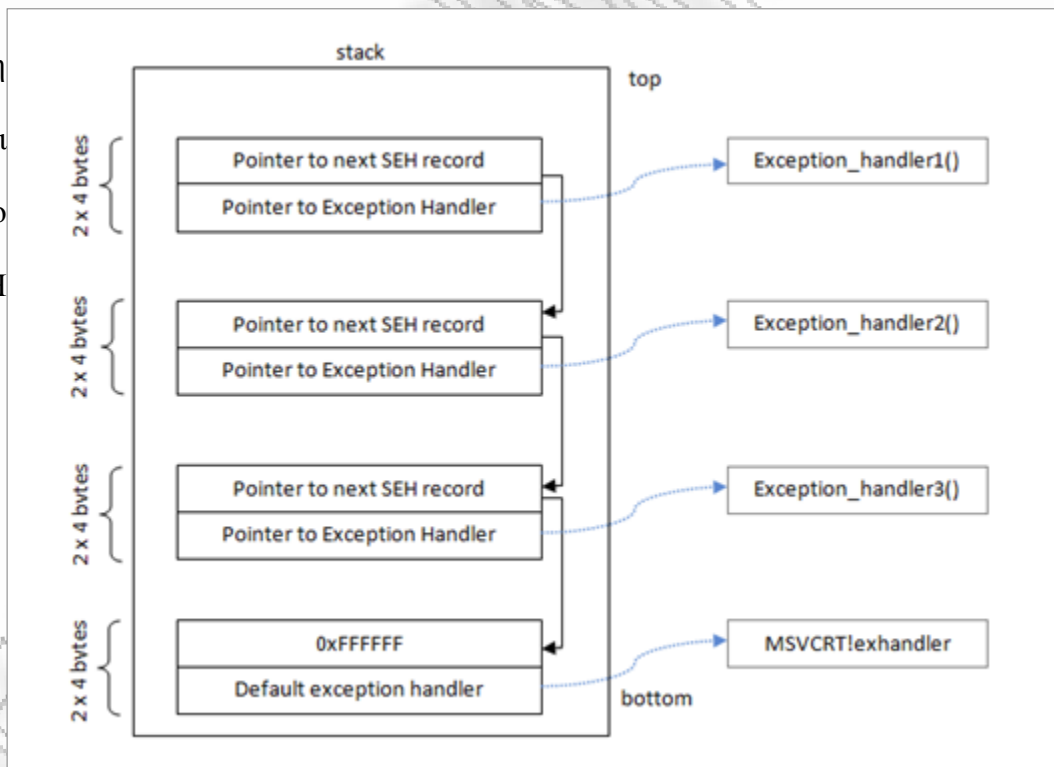 stack
top
2 x 4 bytes
Pointer to next SEH record
Pointer to Exception Handler
Exception_handler1()
2 x 4 bytes
Pointer to next SEH record
Pointer to Exception Handler
Exception_handler2()
2 x 4 bytes
Pointer to next SEH record
Pointer to Exception Handler
Exception_handler3()
2 x 4 bytes
0xFFFFFF
Default exception handler
MSVCRT!exhandler
bottom